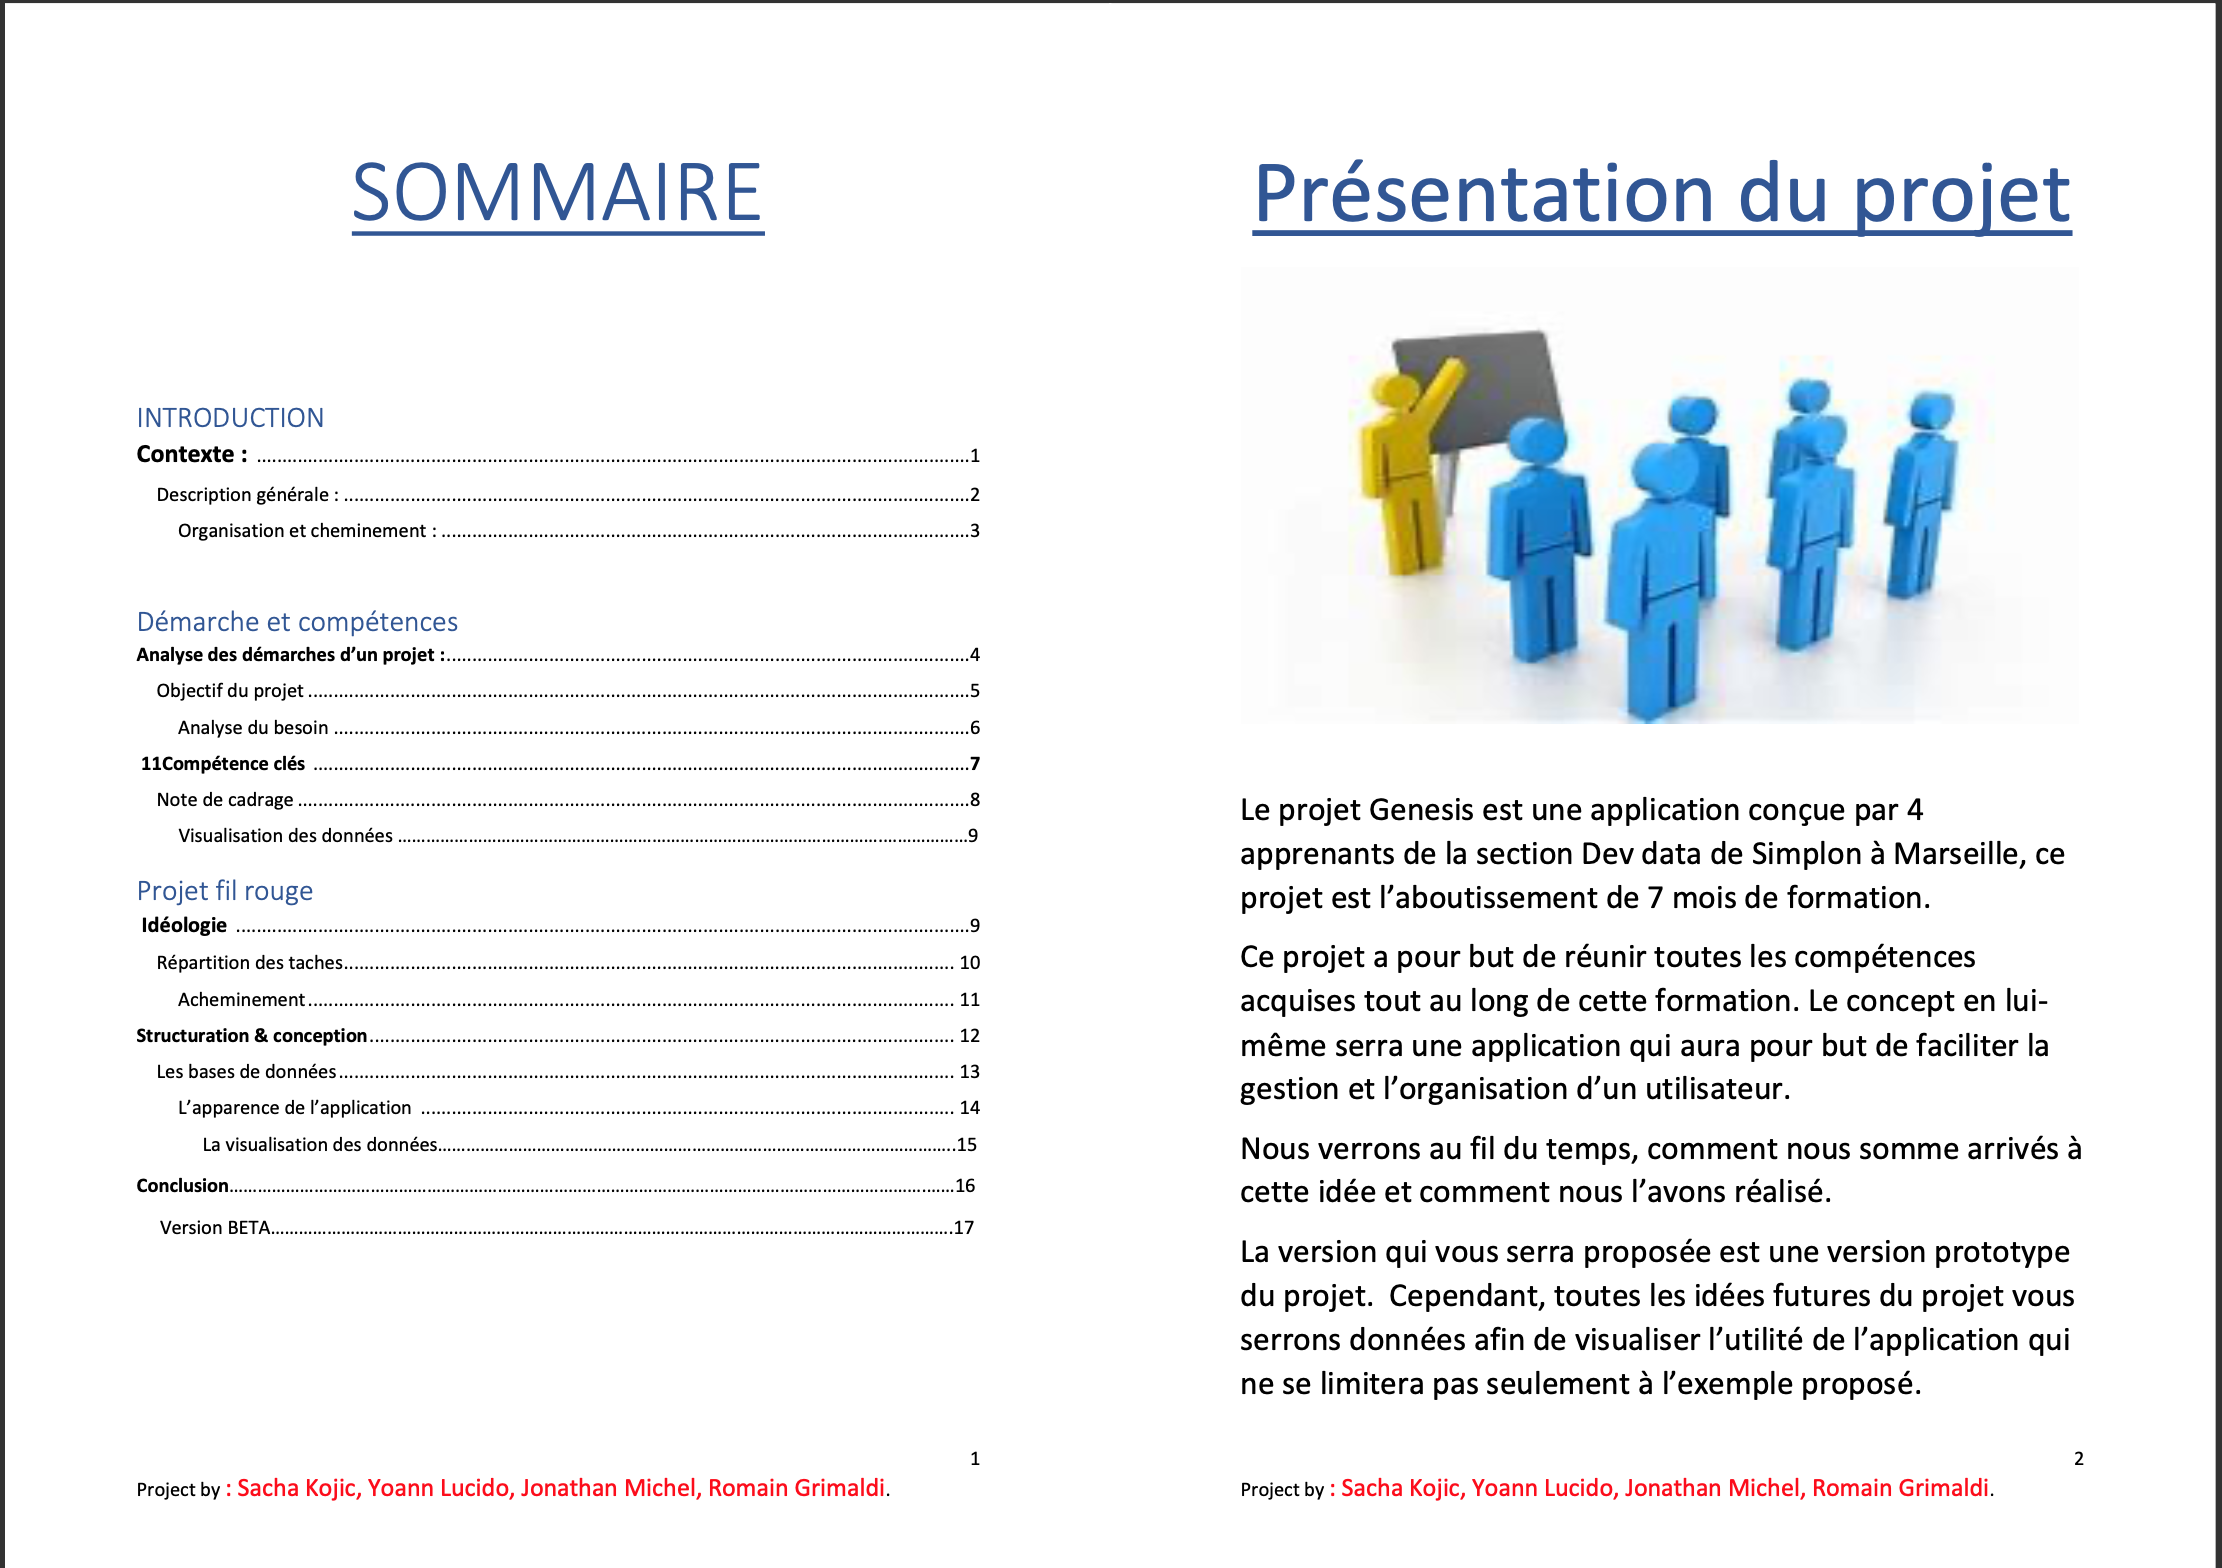 SOMMAIRE
INTRODUCTION
Contexte : ........................................................................................................................................1
Description générale : ........................................................................................................................2
Organisation et cheminement : .....................................................................................................3
Démarche et compétences
Analyse des démarches d’un projet :....................................................................................................4
Objectif du projet ................................................................................................................................5
Analyse du besoin ...........................................................................................................................6
11Compétence clés ...............................................................................................................................7
Note de cadrage ..................................................................................................................................8
Visualisation des données ……………………………………………………………………………………………………………9
Projet fil rouge
Idéologie ..............................................................................................................................................9
Répartition des taches....................................................................................................................... 10
Acheminement............................................................................................................................. 11
Structuration & conception................................................................................................................. 12
Les bases de données........................................................................................................................ 13
L’apparence de l’application ....................................................................................................... 14
La visualisation des données………………………………………………………………………………………………….15
Conclusion…………………………………………………………………………………………………………………………………………16
Version BETA…………………………………………………………………………………………………………………………………17
1
Project by : Sacha Kojic, Yoann Lucido, Jonathan Michel, Romain Grimaldi.
Présentation du projet
Le projet Genesis est une application conçue par 4
apprenants de la section Dev data de Simplon à Marseille, ce
projet est l’aboutissement de 7 mois de formation.
Ce projet a pour but de réunir toutes les compétences
acquises tout au long de cette formation. Le concept en lui-
même serra une application qui aura pour but de faciliter la
gestion et l’organisation d’un utilisateur.
Nous verrons au fil du temps, comment nous somme arrivés à
cette idée et comment nous l’avons réalisé.
La version qui vous serra proposée est une version prototype
du projet.  Cependant, toutes les idées futures du projet vous
serrons données afin de visualiser l’utilité de l’application qui
ne se limitera pas seulement à l’exemple proposé.
2
Project by : Sacha Kojic, Yoann Lucido, Jonathan Michel, Romain Grimaldi.